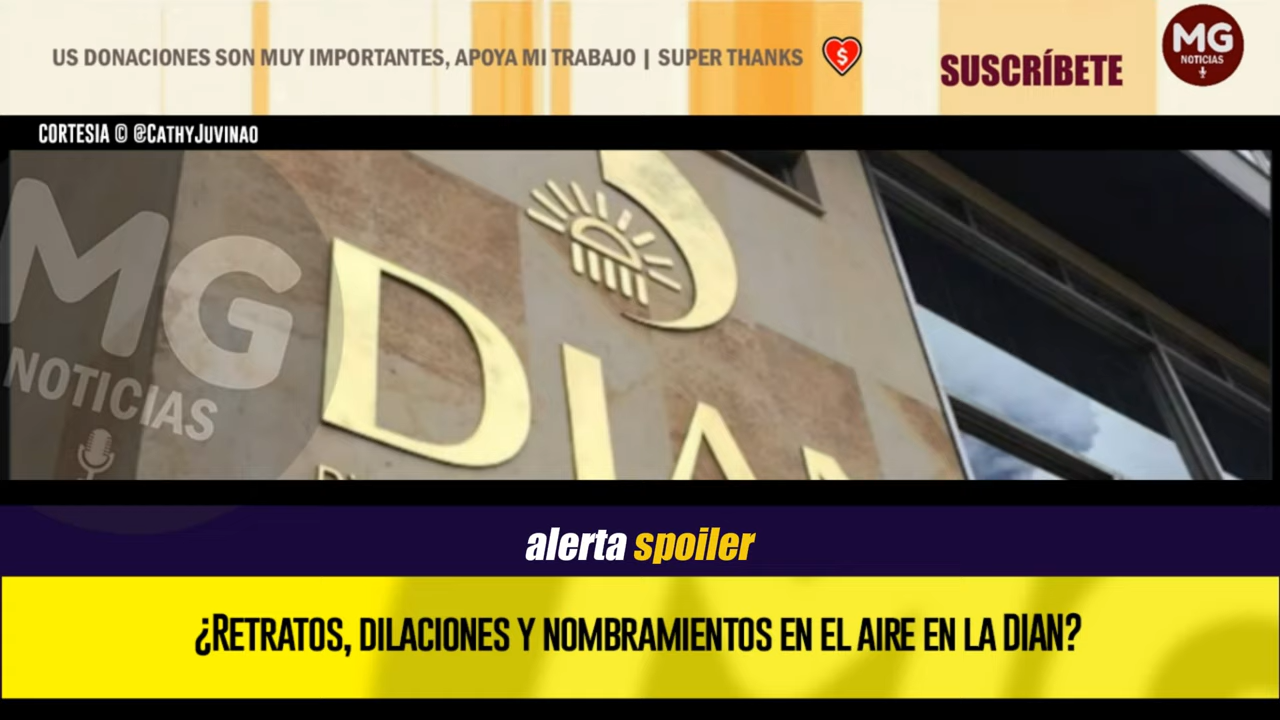 US DONACIONES SON MUY IMPORTANTES, APOYA MI TRABAJO | SUPER THANKS
SUSCRÍBETE
MG
NOTICIAS
CORTESIA © @CATHYJUVINAO
MG
NOTICIAS
DIAN
alerta spoiler
¿RETRATOS, DILACIONES Y NOMBRAMIENTOS EN EL AIRE EN LA DIAN?